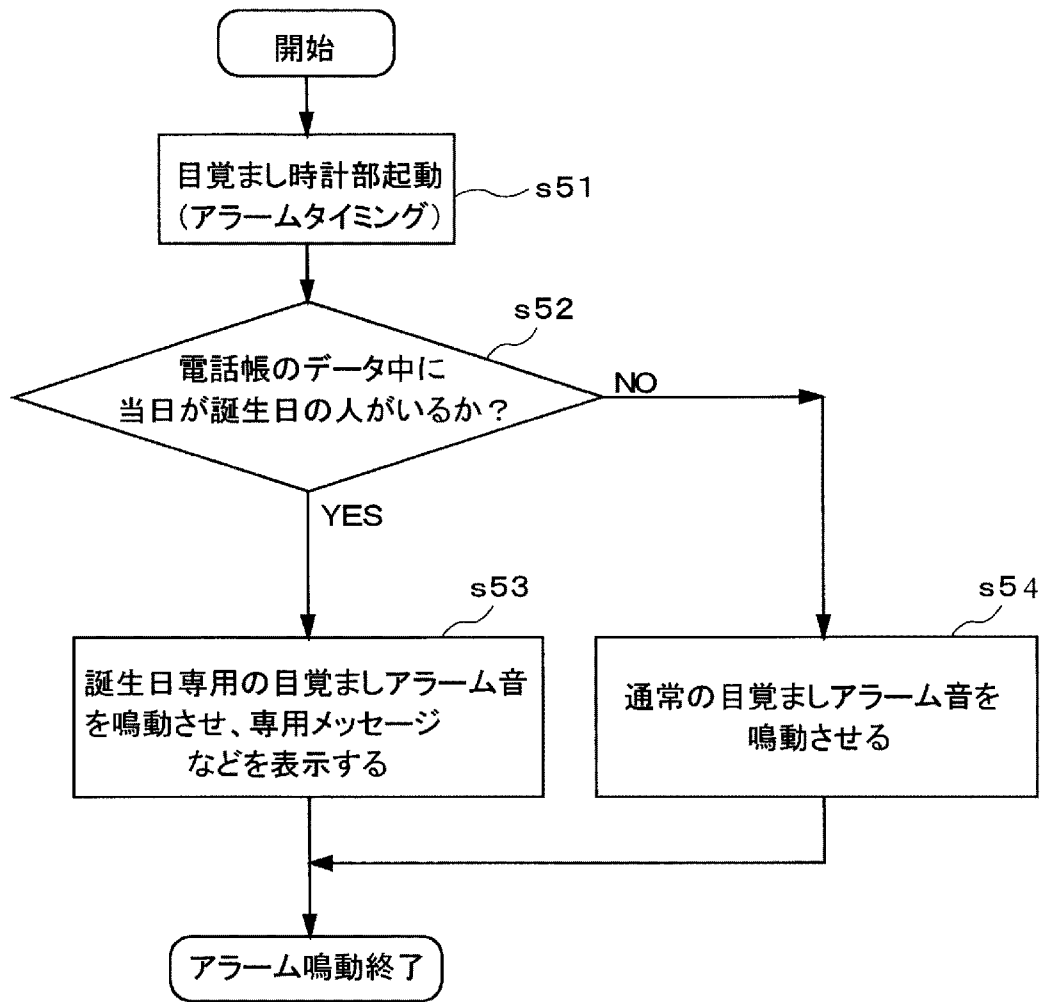 開始
目覚まし時計部起動
(アラームタイミング)
s51
s52
電話帳のデータ中に
当日が誕生日の人がいるか？
NO
YES
s53
誕生日専用の目覚ましアラーム音
を鳴動させ、専用メッセージ
などを表示する
s54
通常の目覚ましアラーム音を
鳴動させる
アラーム鳴動終了